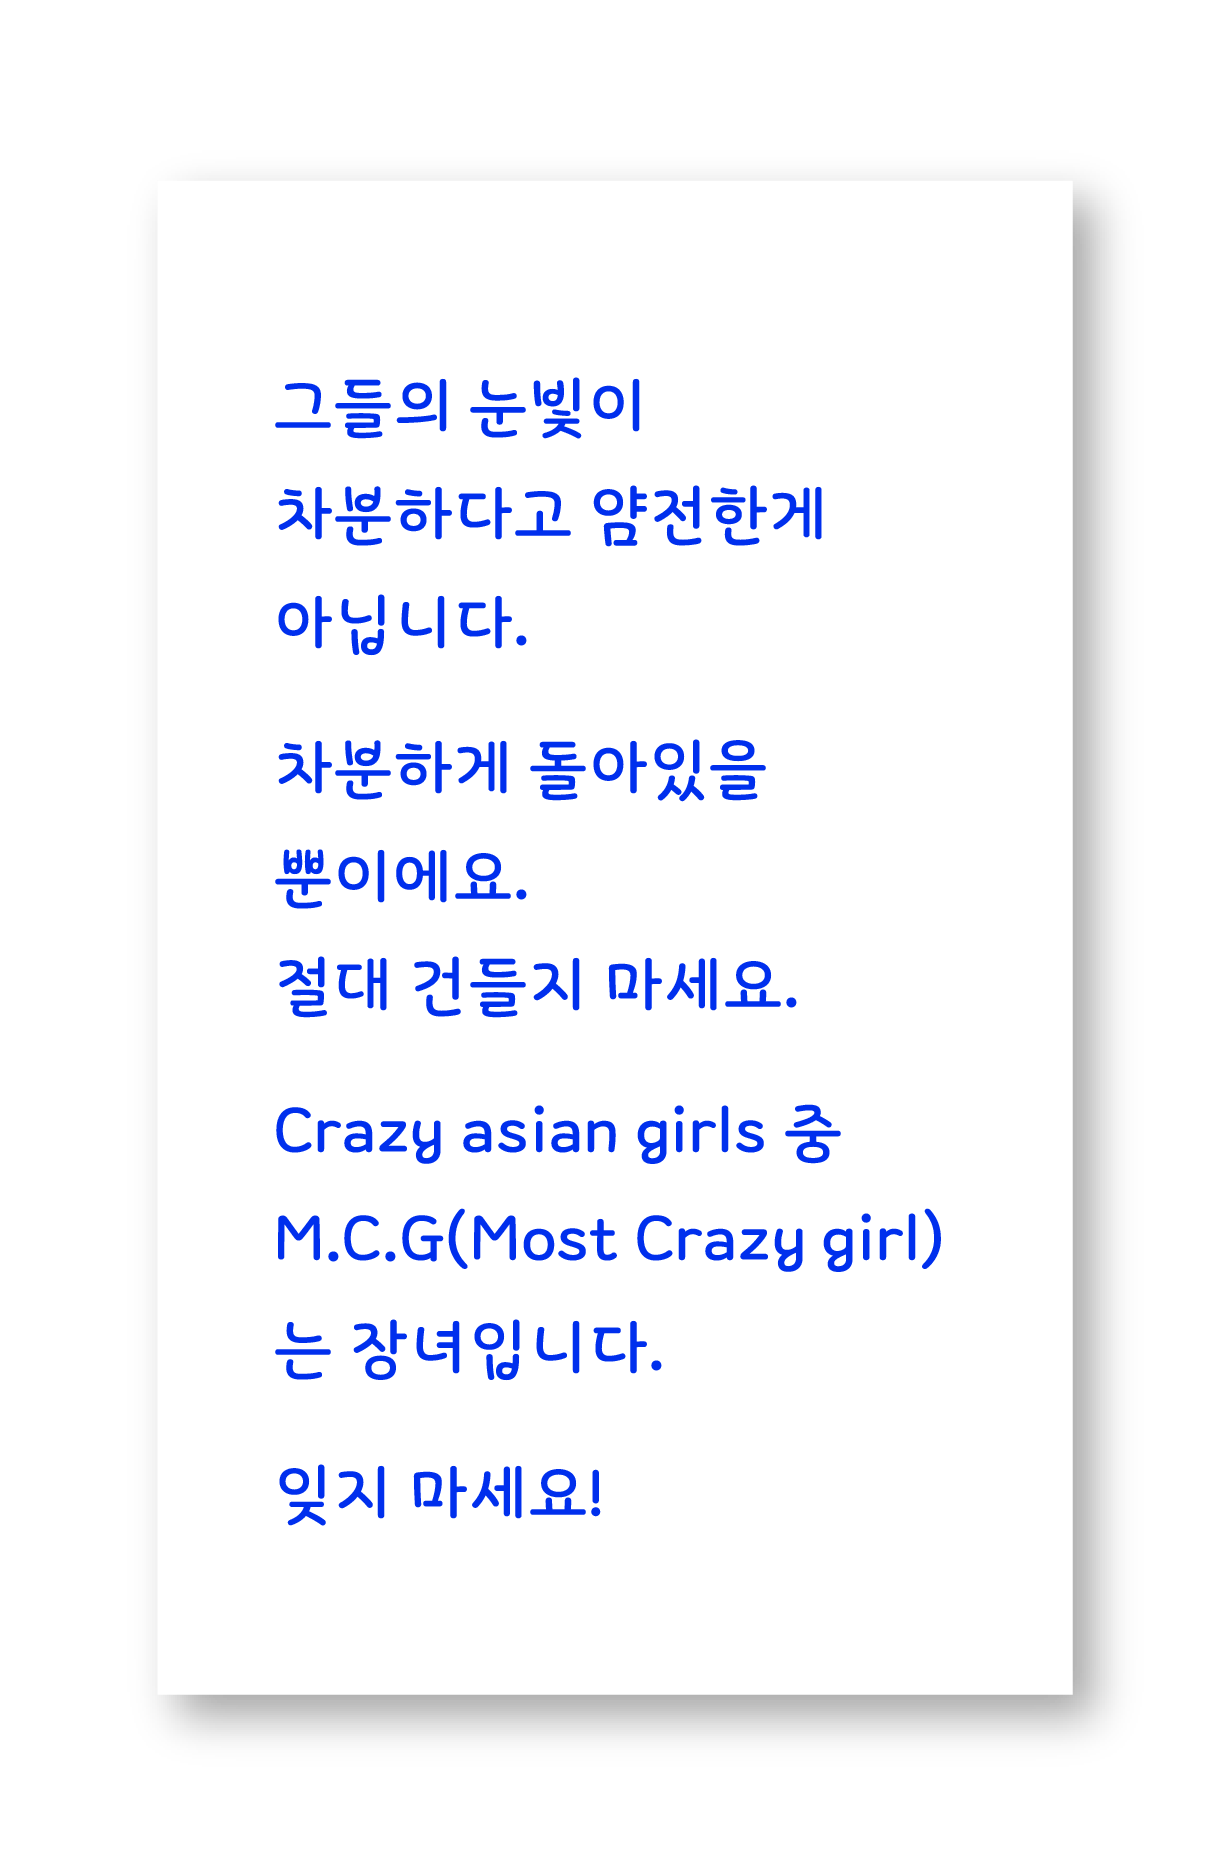 그들의 눈빛이
차분하다고 얌전한게
아닙니다.
차분하게 돌아있을
뿐이에요.
절대 건들지 마세요.
Crazy asian girls 중
M.C.G(Most Crazy girl)
는 장녀입니다.
잊지 마세요!